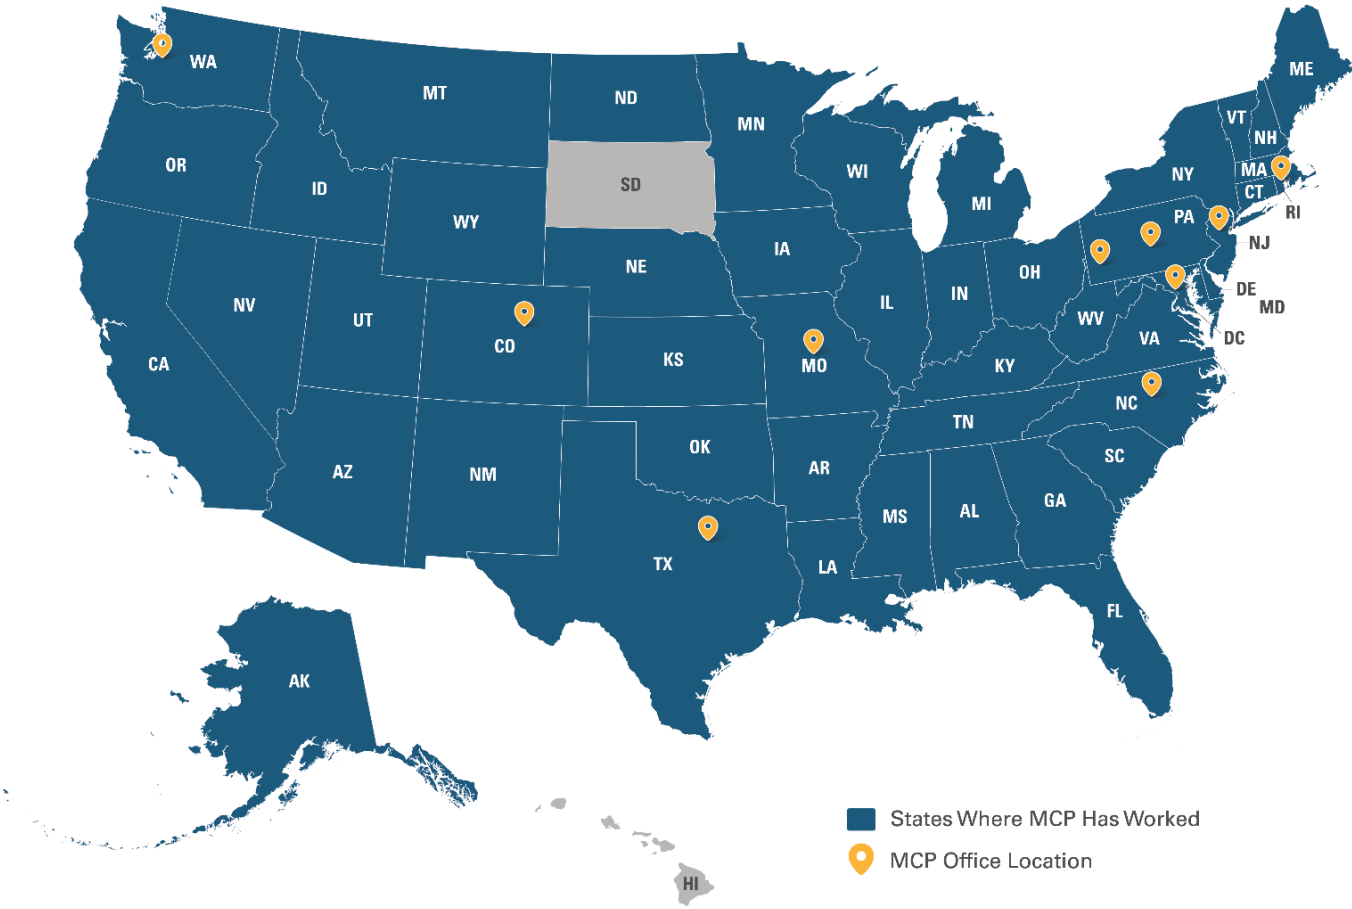 WA
MT
ND
MN
ME
VT
NH
OR
ID
SD
WI
MI
NY
MA
CT
RI
WY
PA
NJ
IA
NE
OH
IN
IL
NV
UT
CO
DE
MD
WV
VA
DC
CA
KS
MO
KY
NC
TN
OK
AR
SC
AZ
NM
MS
AL
GA
TX
LA
FL
AK
States Where MCP Has Worked
MCP Office Location
HI